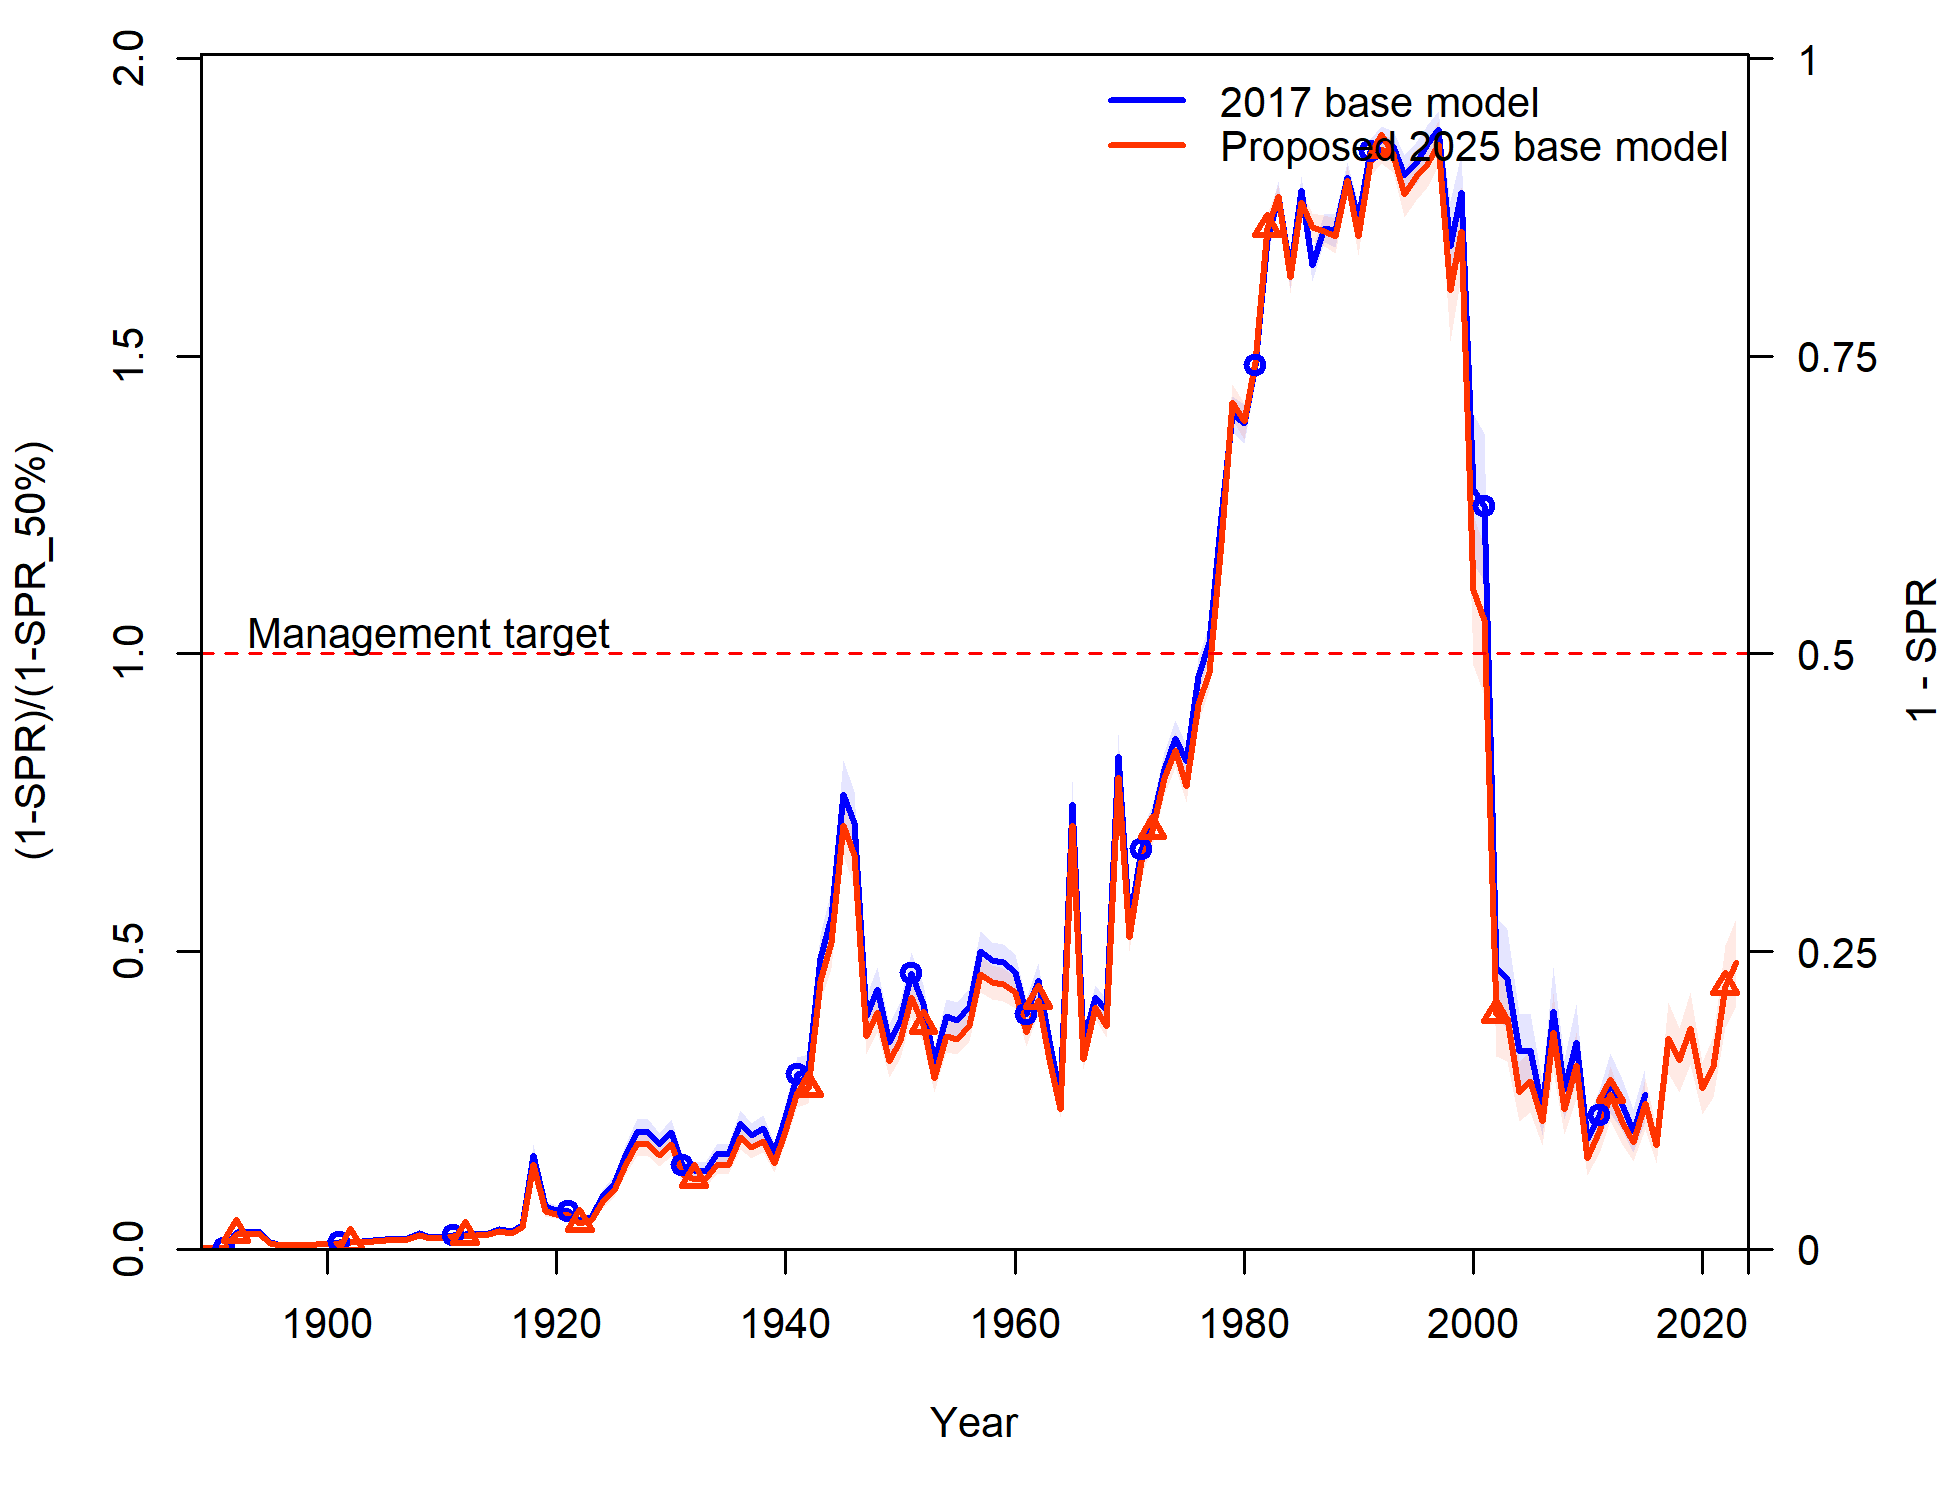 2017 base model
Proposed 2025 base model
Management target
(1-SPR)/(1-SPR_50%)
0.0
0.5
1.0
1.5
2.0
1 - SPR
0
0.25
0.5
0.75
1
1900
1920
1940
1960
1980
2000
2020
Year